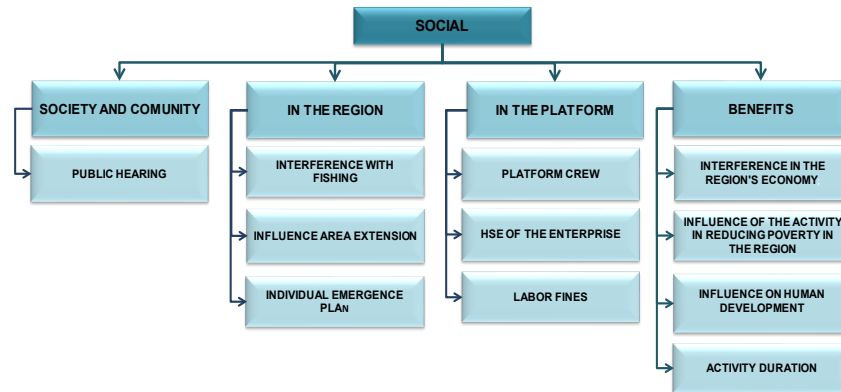 SOCIAL
SOCIETY AND COMUNITY
PUBLIC HEARING
IN THE REGION
INTERFERENCE WITH
FISHING
INFLUENCE AREA EXTENSION
INDIVIDUAL EMERGENCE
PLAN
IN THE PLATFORM
PLATFORM CREW
HSE OF THE ENTERPRISE
LABOR FINES
BENEFITS
INTERFERENCE IN THE
REGION'S ECONOMY
INFLUENCE OF THE ACTIVITY
IN REDUCING POVERTY IN
THE REGION
INFLUENCE ON HUMAN
DEVELOPMENT
ACTIVITY DURATION